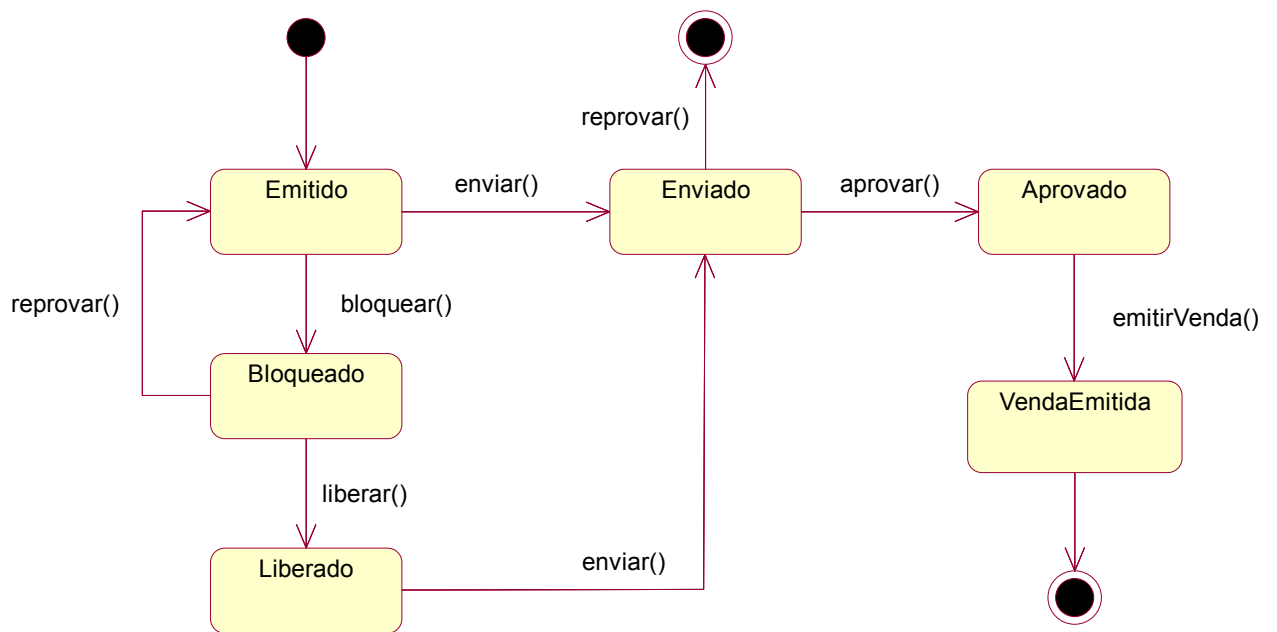 reprovar()
Emitido
enviar()
Enviado
aprovar()
Aprovado
reprovar()
bloquear()
emitirVenda()
Bloqueado
VendaEmitida
liberar()
Liberado
enviar()